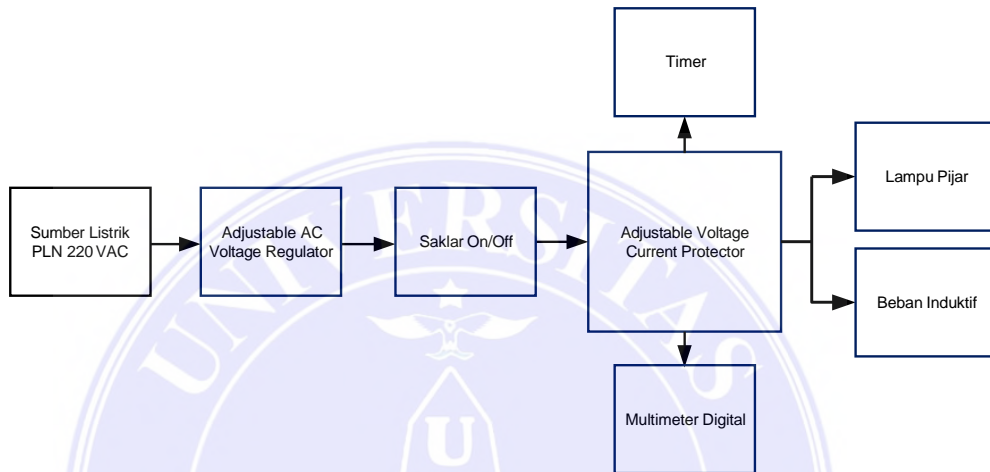 Timer
Lampu Pijar
Sumber Listrik
PLN 220 VAC
Adjustable AC
Voltage Regulator
Saklar On/Off
Adjustable Voltage
Current Protector
Beban Induktif
Multimeter Digital
UNIVERSITAS
U